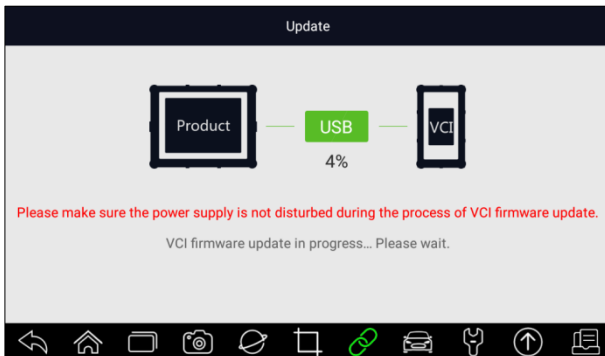 Update
Product
USB
VCI
4%
Please make sure the power supply is not disturbed during the process of VCI firmware update.
VCI firmware update in progress... Please wait.